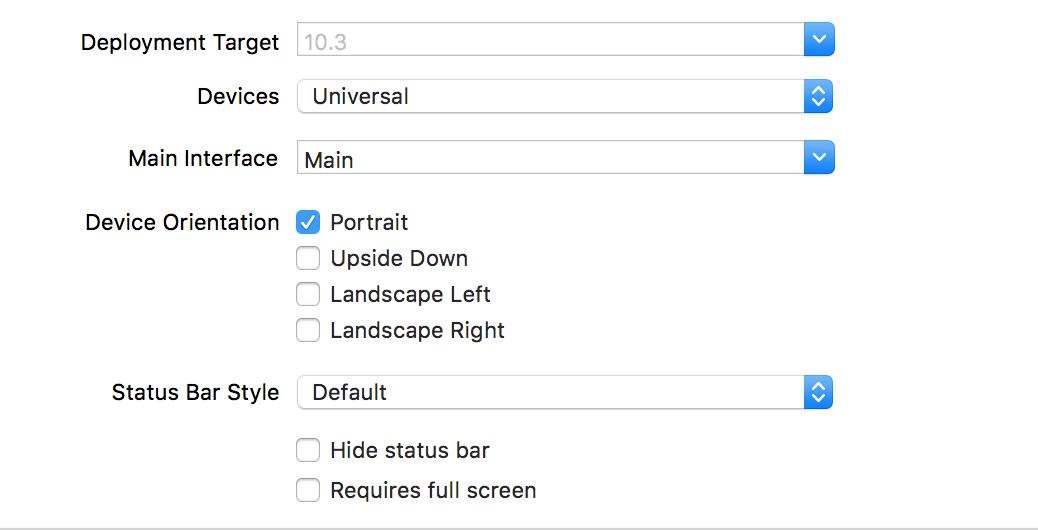 Deployment Target 10.3
Devices Universal
Main Interface Main
Device Orientation Portrait
Upside Down
Landscape Left
Landscape Right
Status Bar Style Default
Hide status bar
Requires full screen